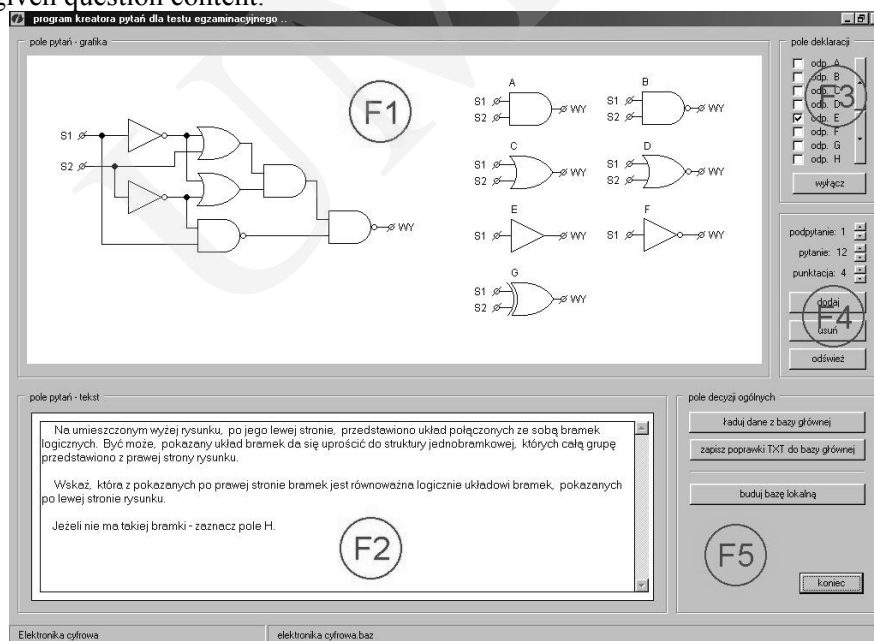 given question content:
program kreatora pytań dla testu egzaminacyjnego ..
pole pytań - grafika
F1
S1
S2
WY
A
S1
S2
WY
B
S1
S2
WY
C
S1
S2
WY
D
S1
S2
WY
E
S1
WY
F
S1
WY
G
S1
S2
WY
pole deklaracji
odp. A
odp. B
odp. C
odp. D
odp. E
odp. F
odp. G
odp. H
F3
wyłącz
podpytanie: 1
pytanie: 12
punktacja: 4
dodaj
F4
usuń
odśwież
pole pytań - tekst
Na umieszczonym wyżej rysunku, po jego lewej stronie, przedstawiono układ połączonych ze sobą bramek
logicznych. Być może, pokazany układ bramek da się uprościć do struktury jednobramkowej, których całą grupę
przedstawiono z prawej strony rysunku.
Wskaż, która z pokazanych po prawej stronie bramek jest równoważna logicznie układowi bramek, pokazanych
po lewej stronie rysunku.
Jeżeli nie ma takiej bramki - zaznacz pole H.
F2
pole decyzji ogólnych
ładuj dane z bazy głównej
zapisz poprawki TXT do bazy głównej
buduj bazę lokalną
F5
koniec
Elektronika cyfrowa
elektronika cyfrowa.baz